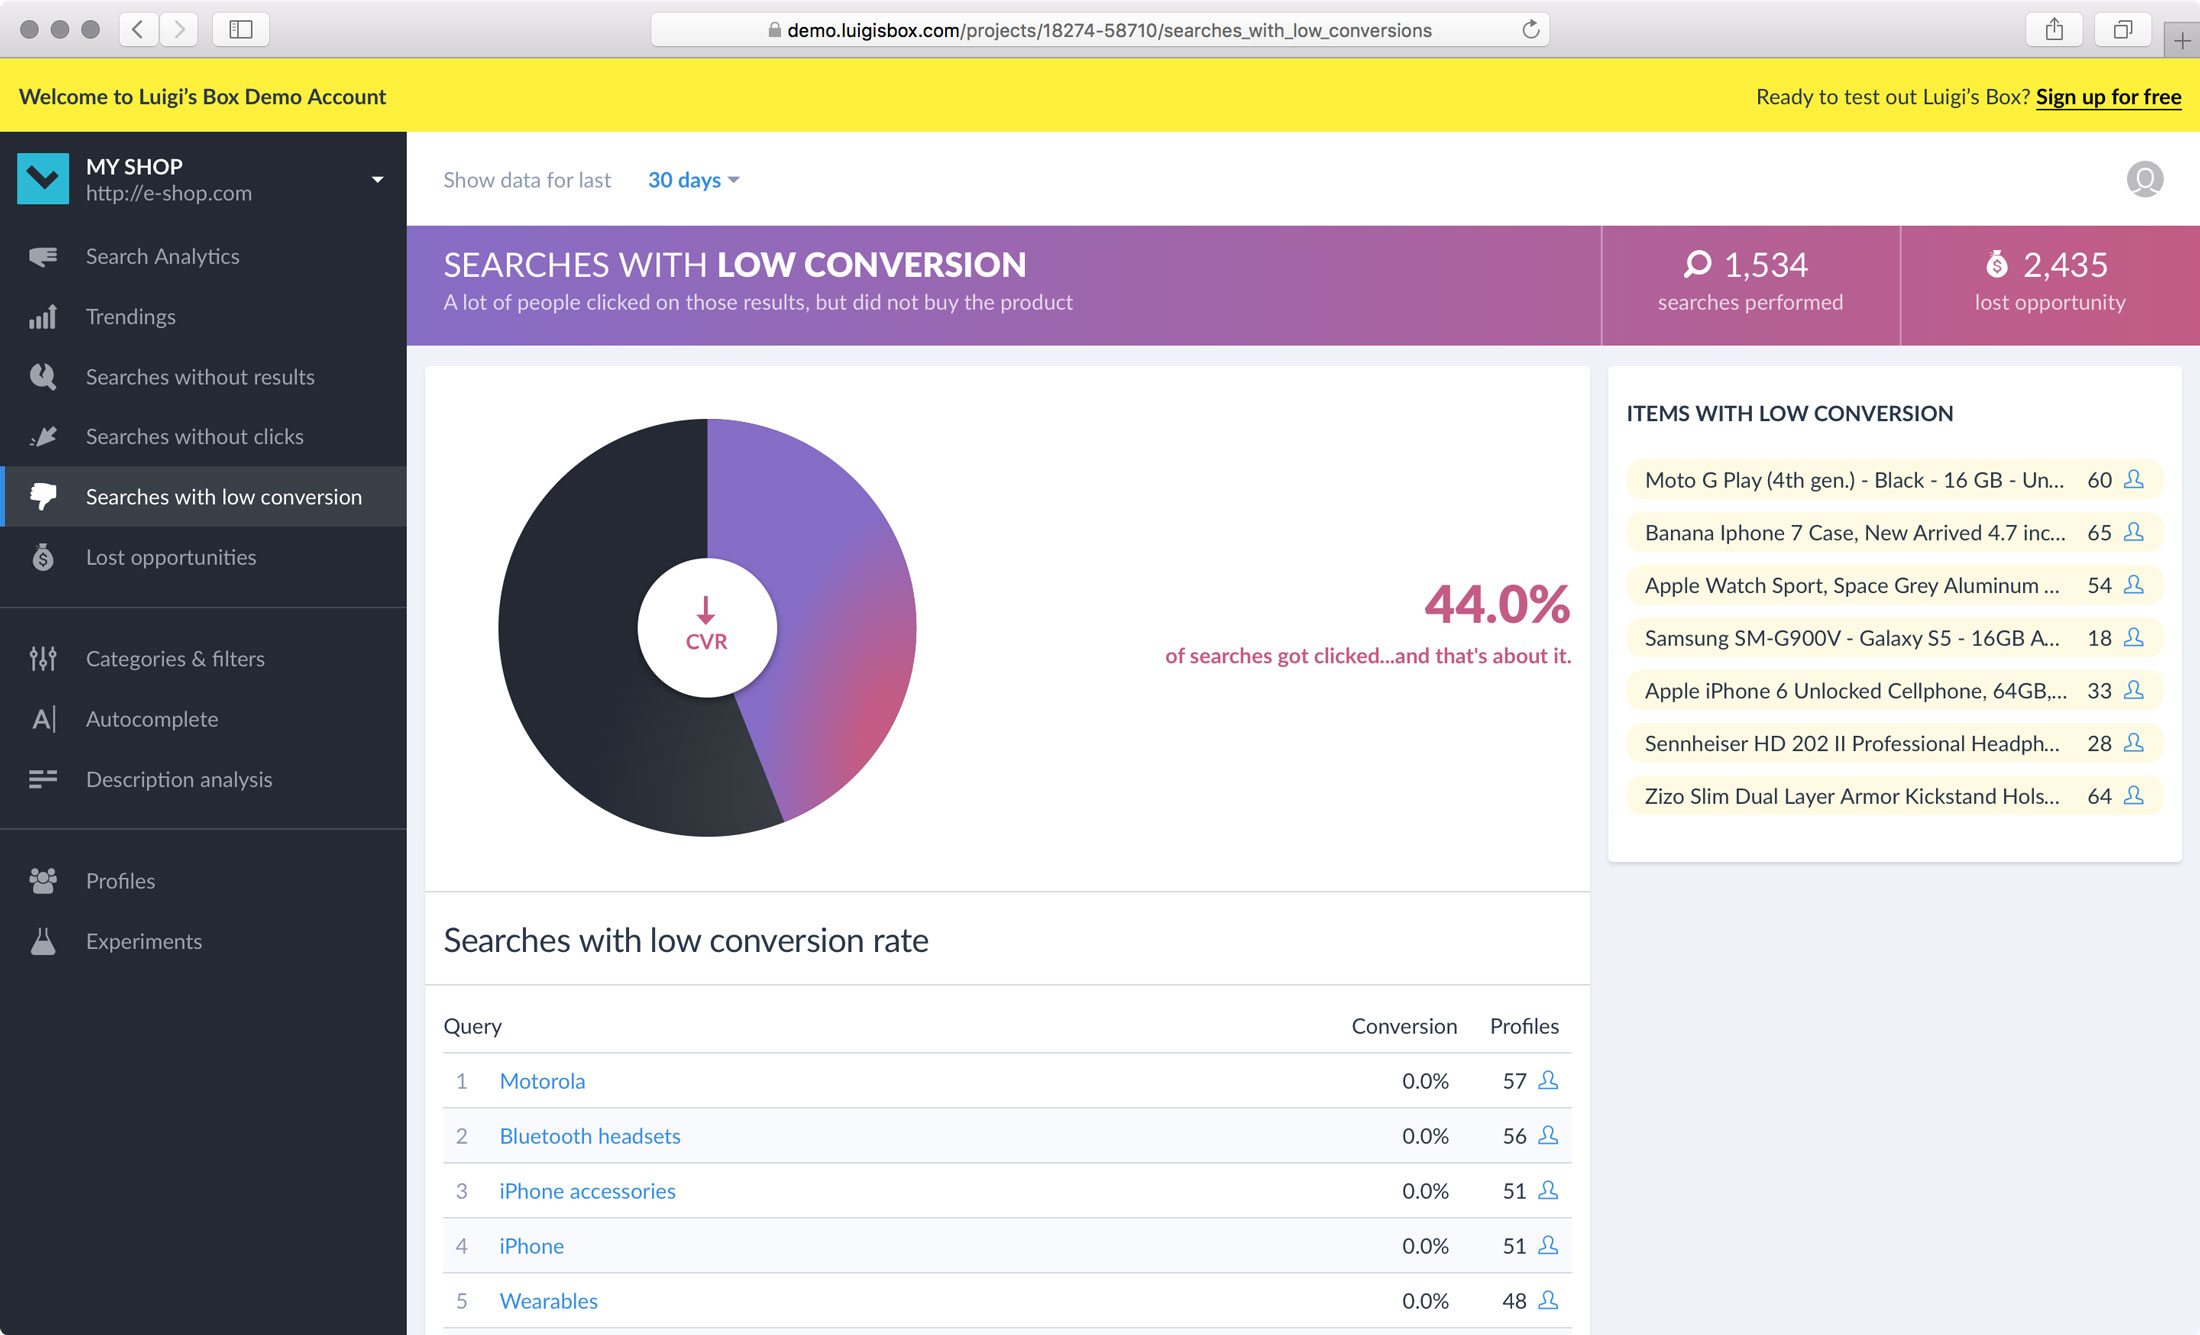 demo.luigisbox.com/projects/18274-58710/searches_with_low_conversions
Welcome to Luigi’s Box Demo Account
Ready to test out Luigi’s Box? Sign up for free
MY SHOP
http://e-shop.com
Search Analytics
Trendings
Searches without results
Searches without clicks
Searches with low conversion
Lost opportunities
Categories & filters
A| Autocomplete
Description analysis
Profiles
Experiments
Show data for last 30 days
SEARCHES WITH LOW CONVERSION
A lot of people clicked on those results, but did not buy the product
1,534
searches performed
2,435
lost opportunity
CVR
44.0%
of searches got clicked...and that's about it.
Searches with low conversion rate
Query Conversion Profiles
1 Motorola 0.0% 57
2 Bluetooth headsets 0.0% 56
3 iPhone accessories 0.0% 51
4 iPhone 0.0% 51
5 Wearables 0.0% 48
ITEMS WITH LOW CONVERSION
Moto G Play (4th gen.) - Black - 16 GB - Un... 60
Banana Iphone 7 Case, New Arrived 4.7 inc... 65
Apple Watch Sport, Space Grey Aluminum ... 54
Samsung SM-G900V - Galaxy S5 - 16GB A... 18
Apple iPhone 6 Unlocked Cellphone, 64GB,... 33
Sennheiser HD 202 II Professional Headph... 28
Zizo Slim Dual Layer Armor Kickstand Hols... 64